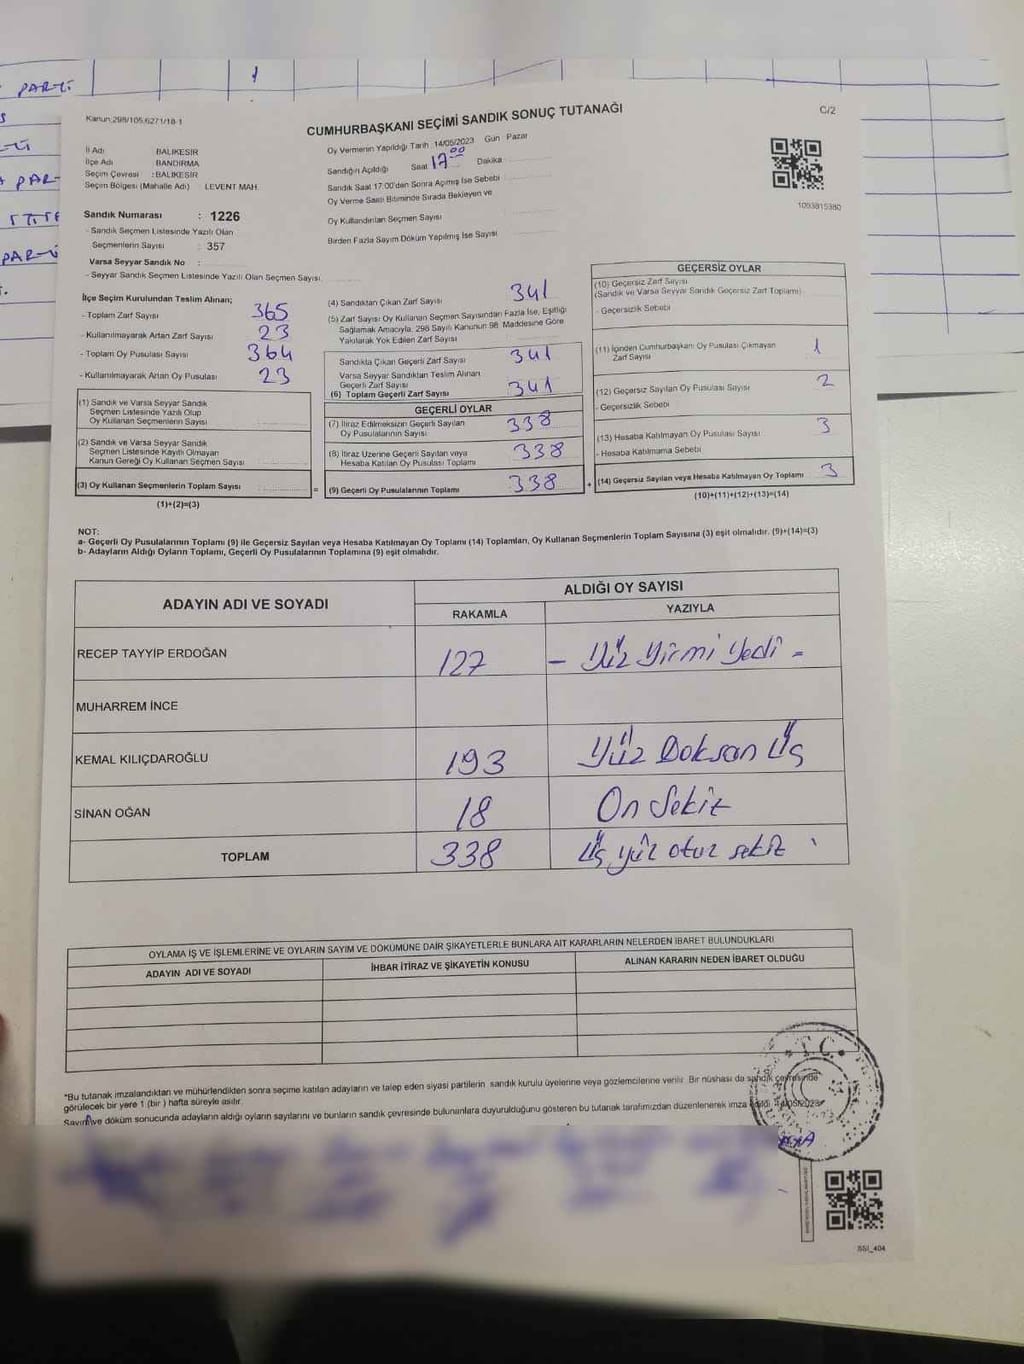 PARTİ
1
PAR-
PARTİ
Kanun:298/105,6271/18-1
CUMHURBAŞKANI SEÇİMİ SANDIK SONUÇ TUTANAĞI
C/2
İl Adı BALIKESİR
İlçe Adı BANDIRMA
Seçim Çevresi :BALIKESİR
Seçim Bölgesi (Mahalle Adı) LEVENT MAH.
Oy Vermenin Yapıldığı Tarih :14/05/2023 Gün : Pazar
Sandığın Açıldığı Saat 17:00 Dakika
Sandık Saat 17:00'den Sonra Açımış İse Sebebi
Oy Verme Saati Bitiminde Sırada Bekleyen ve
Oy Kullandırılan Seçmen Sayısı
Birden Fazla Sayım Döküm Yapılmış İse Sayısı
1093815380
Sandık Numarası : 1226
- Sandık Seçmen Listesinde Yazılı Olan
Seçmenlerin Sayısı : 357
Varsa Seyyar Sandık No :
- Seyyar Sandık Seçmen Listesinde Yazılı Olan Seçmen Sayısı
İlçe Seçim Kurulundan Teslim Alınan;
- Toplam Zarf Sayısı 365
- Kullanılmayarak Artan Zarf Sayısı 23
- Toplam Oy Pusulası Sayısı 364
- Kullanılmayarak Artan Oy Pusulası 23
(1) Sandık ve Varsa Seyyar Sandık
Seçmen Listesinde Yazılı Olup
Oy Kullanan Seçmenlerin Sayısı
(2) Sandık ve Varsa Seyyar Sandık
Seçmen Listesinde Kayıtlı Olmayan
Kanun Gereği Oy Kullanan Seçmen Sayısı
(3) Oy Kullanan Seçmenlerin Toplam Sayısı =
(1)+(2)=(3)
(4) Sandıktan Çıkan Zarf Sayısı 341
(5) Zarf Sayısı Oy Kullanan Seçmen Sayısından Fazla İse, Eşitliği
Sağlamak Amacıyla, 298 Sayılı Kanunun 98. Maddesine Göre
Yakılarak Yok Edilen Zarf Sayısı
Sandıkta Çıkan Geçerli Zarf Sayısı 341
Varsa Seyyar Sandıktan Teslim Alınan
Geçerli Zarf Sayısı
(6) Toplam Geçerli Zarf Sayısı 341
GEÇERLİ OYLAR
(7) İtiraz Edilmeksizin Geçerli Sayılan
Oy Pusulalarının Sayısı 338
(8) İtiraz Üzerine Geçerli Sayılan veya
Hesaba Katılan Oy Pusulası Toplamı 338
(9) Geçerli Oy Pusulalarının Toplamı 338 +
GEÇERSİZ OYLAR
(10) Geçersiz Zarf Sayısı
(Sandık ve Varsa Seyyar Sandık Geçersiz Zarf Toplamı)
- Geçersizlik Sebebi
(11) İçinden Cumhurbaşkanı Oy Pusulası Çıkmayan
Zarf Sayısı 1
(12) Geçersiz Sayılan Oy Pusulası Sayısı 2
- Geçersizlik Sebebi
(13) Hesaba Katılmayan Oy Pusulası Sayısı 3
- Hesaba Katılmama Sebebi
(14) Geçersiz Sayılan veya Hesaba Katılmayan Oy Toplamı 3
(10)+(11)+(12)+(13)=(14)
NOT:
a- Geçerli Oy Pusulalarının Toplamı (9) ile Geçersiz Sayılan veya Hesaba Katılmayan Oy Toplamı (14) Toplamları, Oy Kullanan Seçmenlerin Toplam Sayısına (3) eşit olmalıdır. (9)+(14)=(3)
b- Adayların Aldığı Oyların Toplamı, Geçerli Oy Pusulalarının Toplamına (9) eşit olmalıdır.
ADAYIN ADI VE SOYADI
ALDIĞI OY SAYISI
RAKAMLA YAZIYLA
RECEP TAYYİP ERDOĞAN 127 - Yüz Yirmi Yedi -
MUHARREM İNCE
KEMAL KILIÇDAROĞLU 193 Yüz Doksan Üç
SİNAN OĞAN 18 On Sekiz
TOPLAM 338 Üç yüz otuz sekiz
OYLAMA İŞ VE İŞLEMLERİNE VE OYLARIN SAYIM VE DÖKÜMÜNE DAİR ŞİKAYETLERLE BUNLARA AİT KARARLARIN NELERDEN İBARET BULUNDUKLARI
ADAYIN ADI VE SOYADI İHBAR İTİRAZ VE ŞİKAYETİN KONUSU ALINAN KARARIN NEDEN İBARET OLDUĞU
*Bu tutanak imzalandıktan ve mühürlendikten sonra seçime katılan adayların ve talep eden siyasi partilerin sandık kurulu üyelerine veya gözlemcilerine verilir. Bir nüshası da sandık çevresinde
görülecek bir yere 1 (bir) hafta süreyle asılır.
Sayım ve döküm sonucunda adayların aldığı oyların sayılarını ve bunların sandık çevresinde bulunanlara duyurulduğunu gösteren bu tutanak tarafımızdan düzenlenerek imza
T.C.
SSI_404